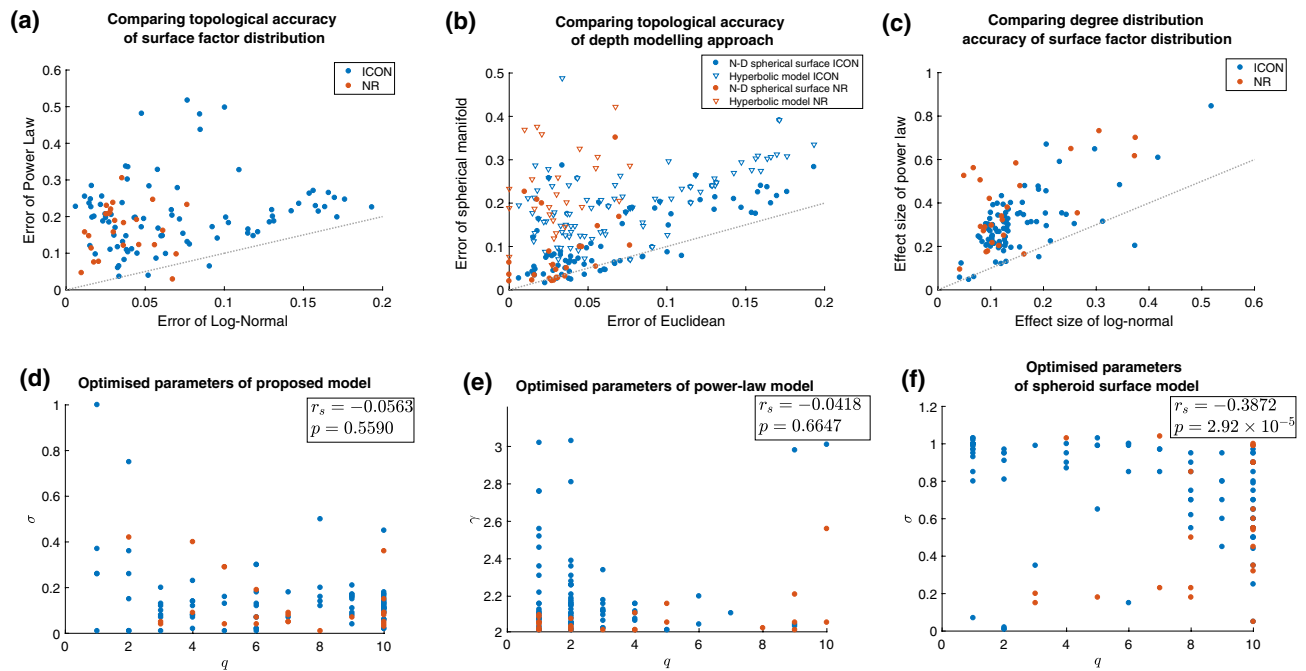 (a)
Comparing topological accuracy
of surface factor distribution
ICON
NR
Error of Power Law
0.6
0.5
0.4
0.3
0.2
0.1
0
0
0.05
0.1
0.15
0.2
Error of Log-Normal
(b)
Comparing topological accuracy
of depth modelling approach
N-D spherical surface ICON
Hyperbolic model ICON
N-D spherical surface NR
Hyperbolic model NR
Error of spherical manifold
0.5
0.4
0.3
0.2
0.1
0
0
0.05
0.1
0.15
0.2
Error of Euclidean
(c)
Comparing degree distribution
accuracy of surface factor distribution
ICON
NR
Effect size of power law
1
0.8
0.6
0.4
0.2
0
0
0.1
0.2
0.3
0.4
0.5
0.6
Effect size of log-normal
(d)
Optimised parameters of proposed model
r_s = −0.0563
p = 0.5590
σ
1
0.8
0.6
0.4
0.2
0
0
2
4
6
8
10
q
(e)
Optimised parameters of power-law model
r_s = −0.0418
p = 0.6647
γ
3
2.8
2.6
2.4
2.2
2
0
2
4
6
8
10
q
(f)
Optimised parameters
of spheroid surface model
r_s = −0.3872
p = 2.92 × 10⁻⁵
σ
1.2
1
0.8
0.6
0.4
0.2
0
0
2
4
6
8
10
q